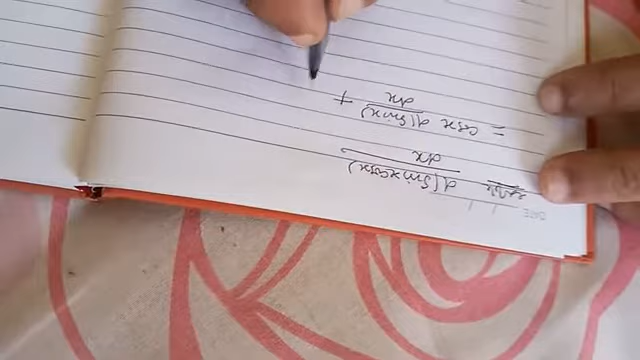 DATE / /
d(sinx cosx)
dx
= cosx d(sinx) +
dx